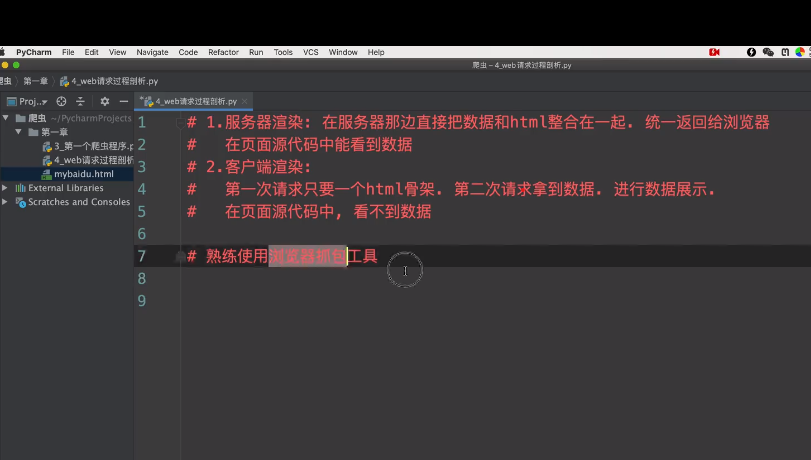 PyCharm File Edit View Navigate Code Refactor Run Tools VCS Window Help
爬虫 – 4_web请求过程剖析.py
爬虫 第一章 4_web请求过程剖析.py
Proj.. 4_web请求过程剖析.py
爬虫 ~/PycharmProjects
第一章
3_第一个爬虫程序.p
4_web请求过程剖析
mybaidu.html
External Libraries
Scratches and Consoles
1 # 1.服务器渲染: 在服务器那边直接把数据和html整合在一起. 统一返回给浏览器
2 # 在页面源代码中能看到数据
3 # 2.客户端渲染:
4 # 第一次请求只要一个html骨架. 第二次请求拿到数据. 进行数据展示.
5 # 在页面源代码中, 看不到数据
6
7 # 熟练使用浏览器抓包工具
8
9